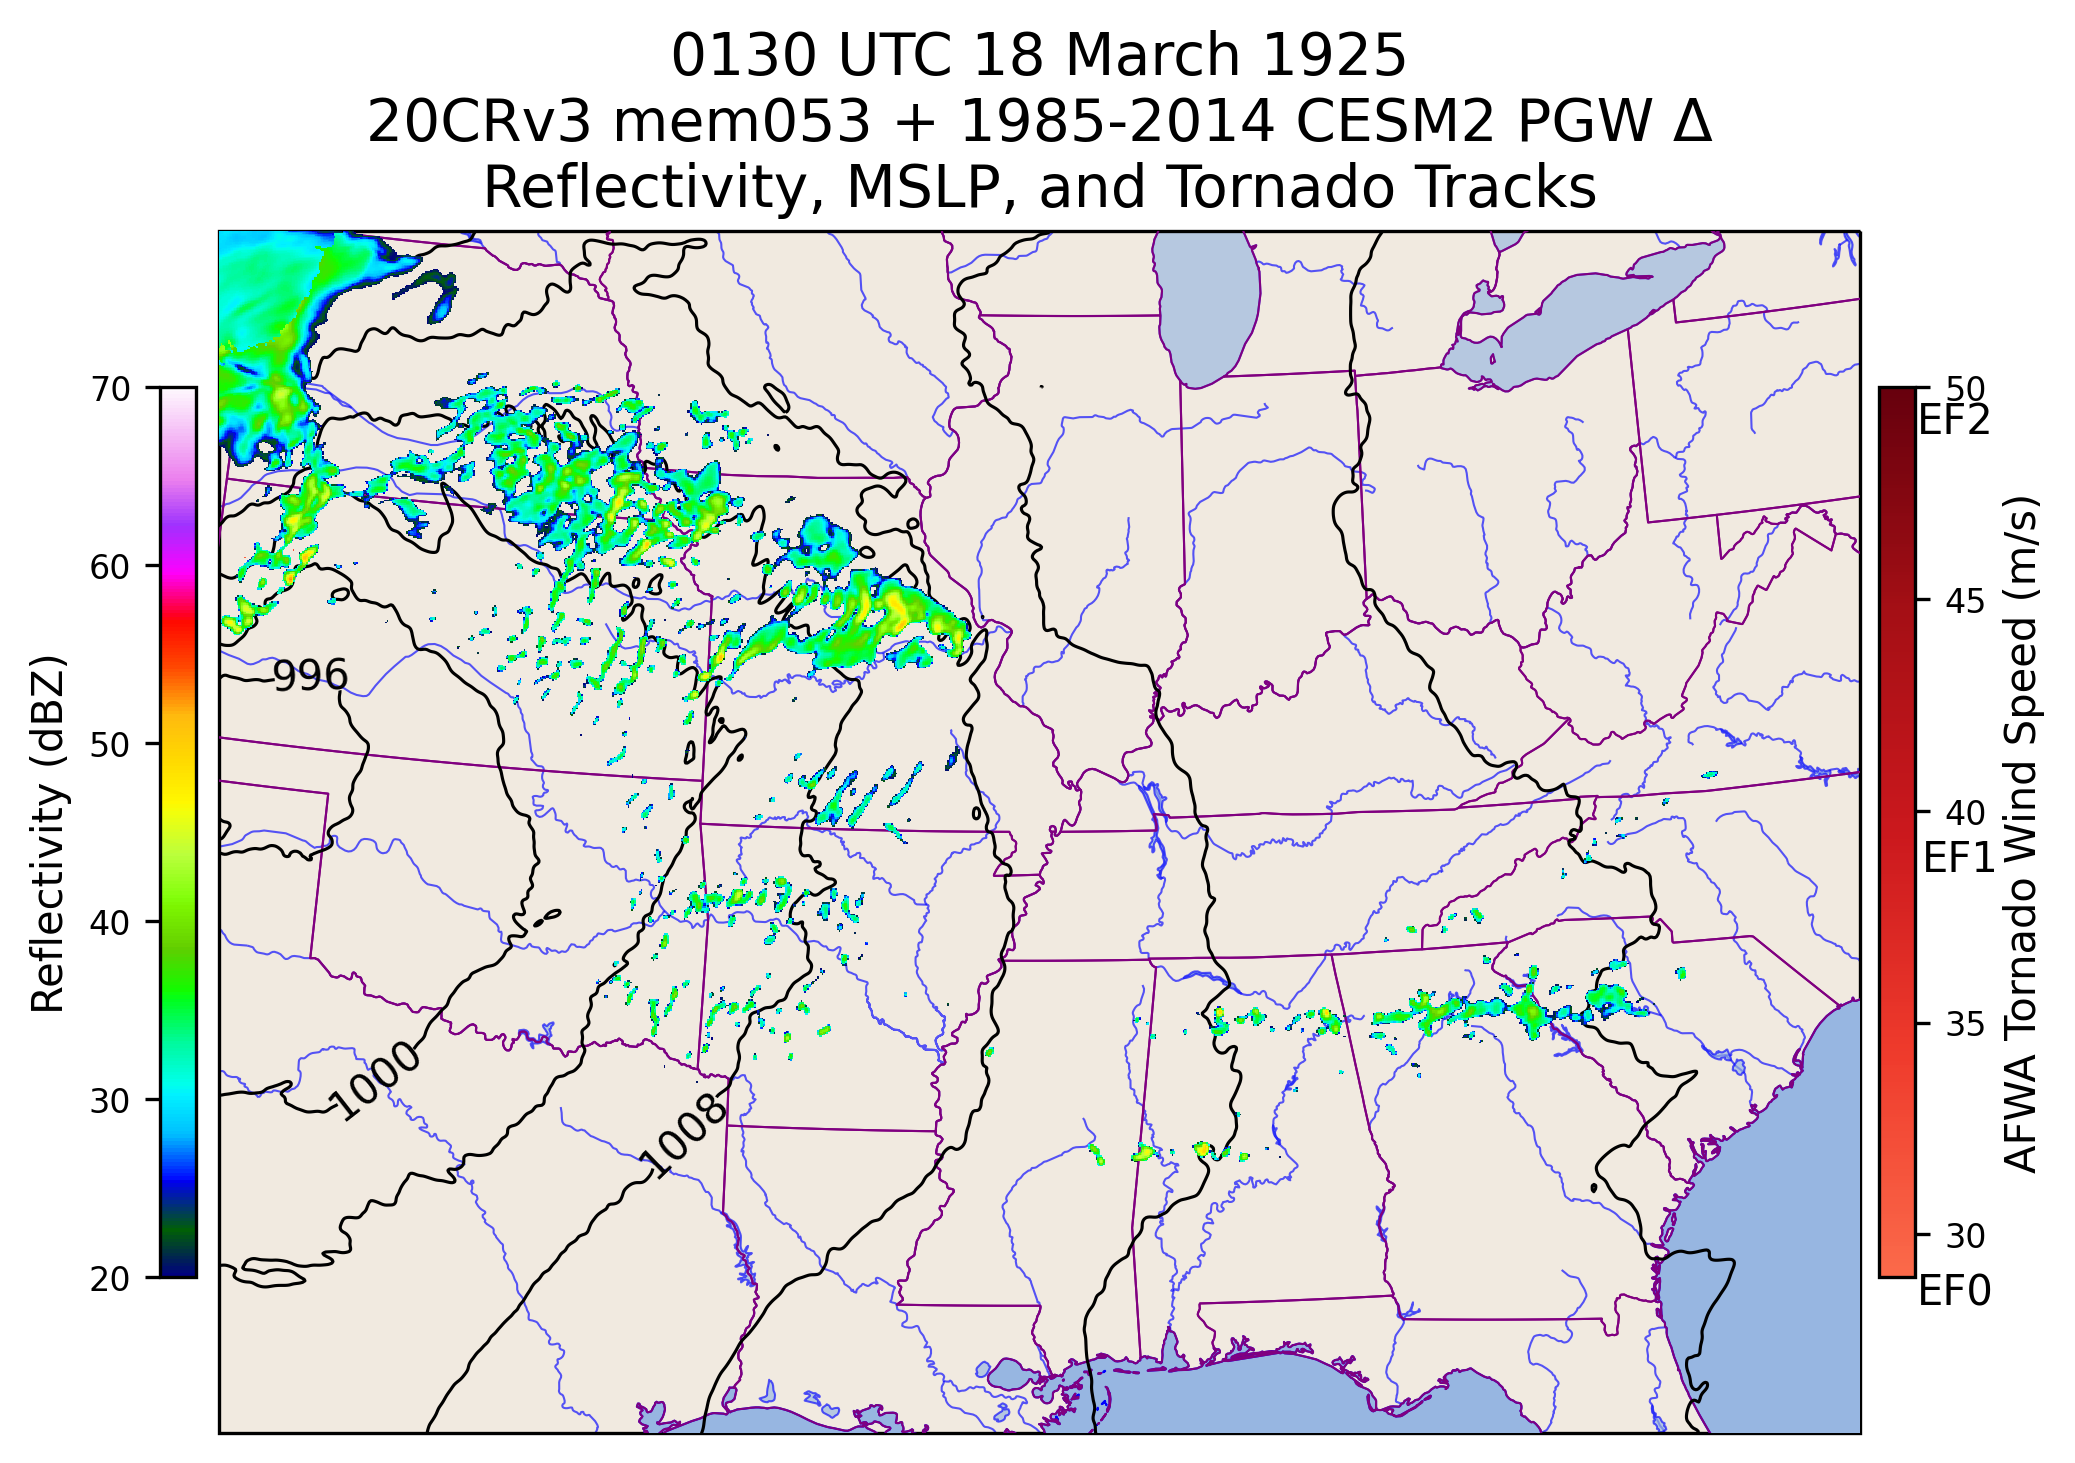 0130 UTC 18 March 1925
20CRv3 mem053 + 1985-2014 CESM2 PGW Δ
Reflectivity, MSLP, and Tornado Tracks
70
60
50
40
30
20
Reflectivity (dBZ)
996
1000
1008
50
EF2
45
40
EF1
35
30
EF0
AFWA Tornado Wind Speed (m/s)